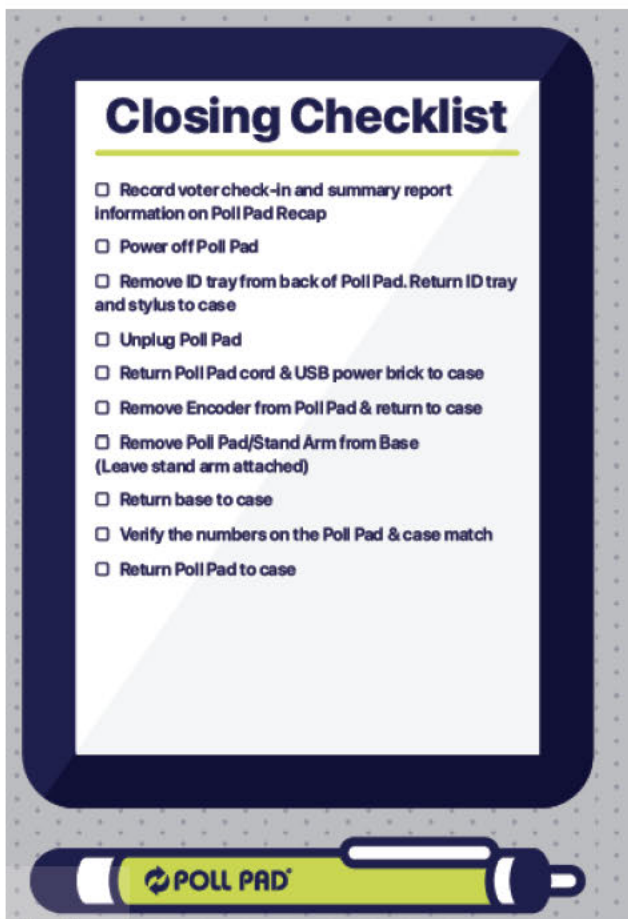 Closing Checklist
Record voter check-in and summary report
information on Poll Pad Recap
Power off Poll Pad
Remove ID tray from back of Poll Pad. Return ID tray
and stylus to case
Unplug Poll Pad
Return Poll Pad cord & USB power brick to case
Remove Encoder from Poll Pad & return to case
Remove Poll Pad/Stand Arm from Base
(Leave stand arm attached)
Return base to case
Verify the numbers on the Poll Pad & case match
Return Poll Pad to case
POLL PAD®